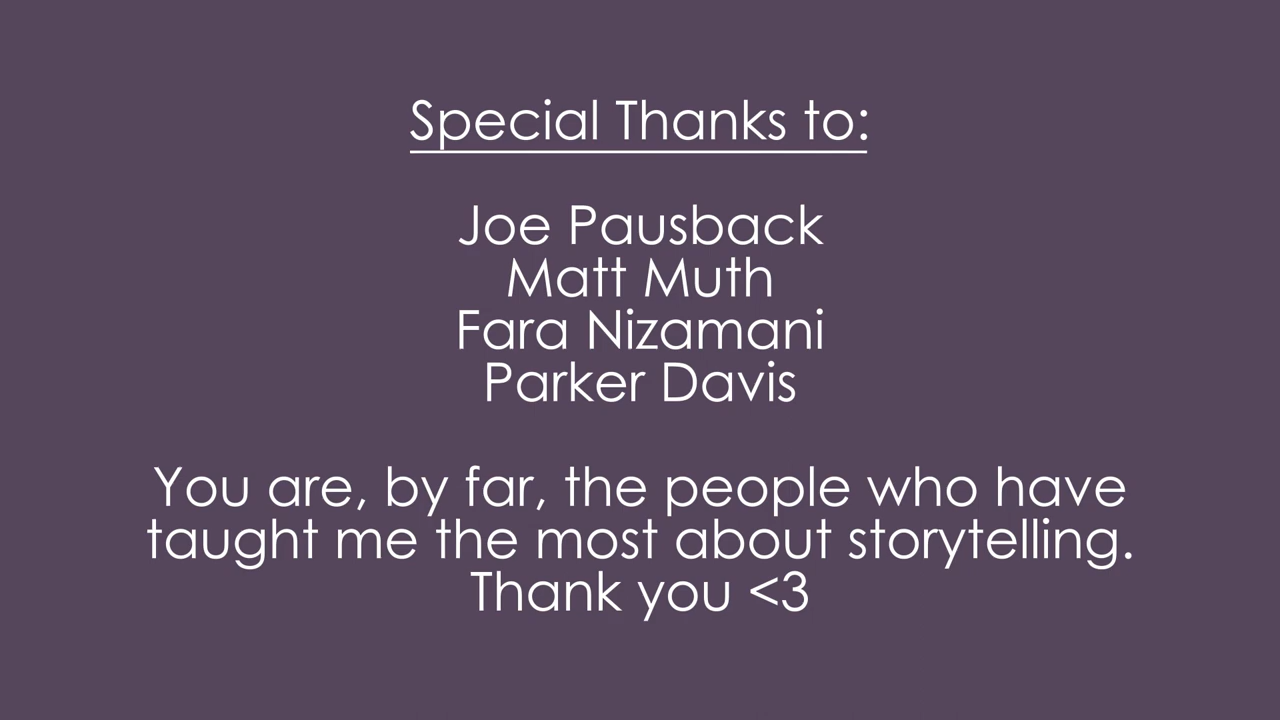 Special Thanks to:
Joe Pausback
Matt Muth
Fara Nizamani
Parker Davis
You are, by far, the people who have
taught me the most about storytelling.
Thank you <3